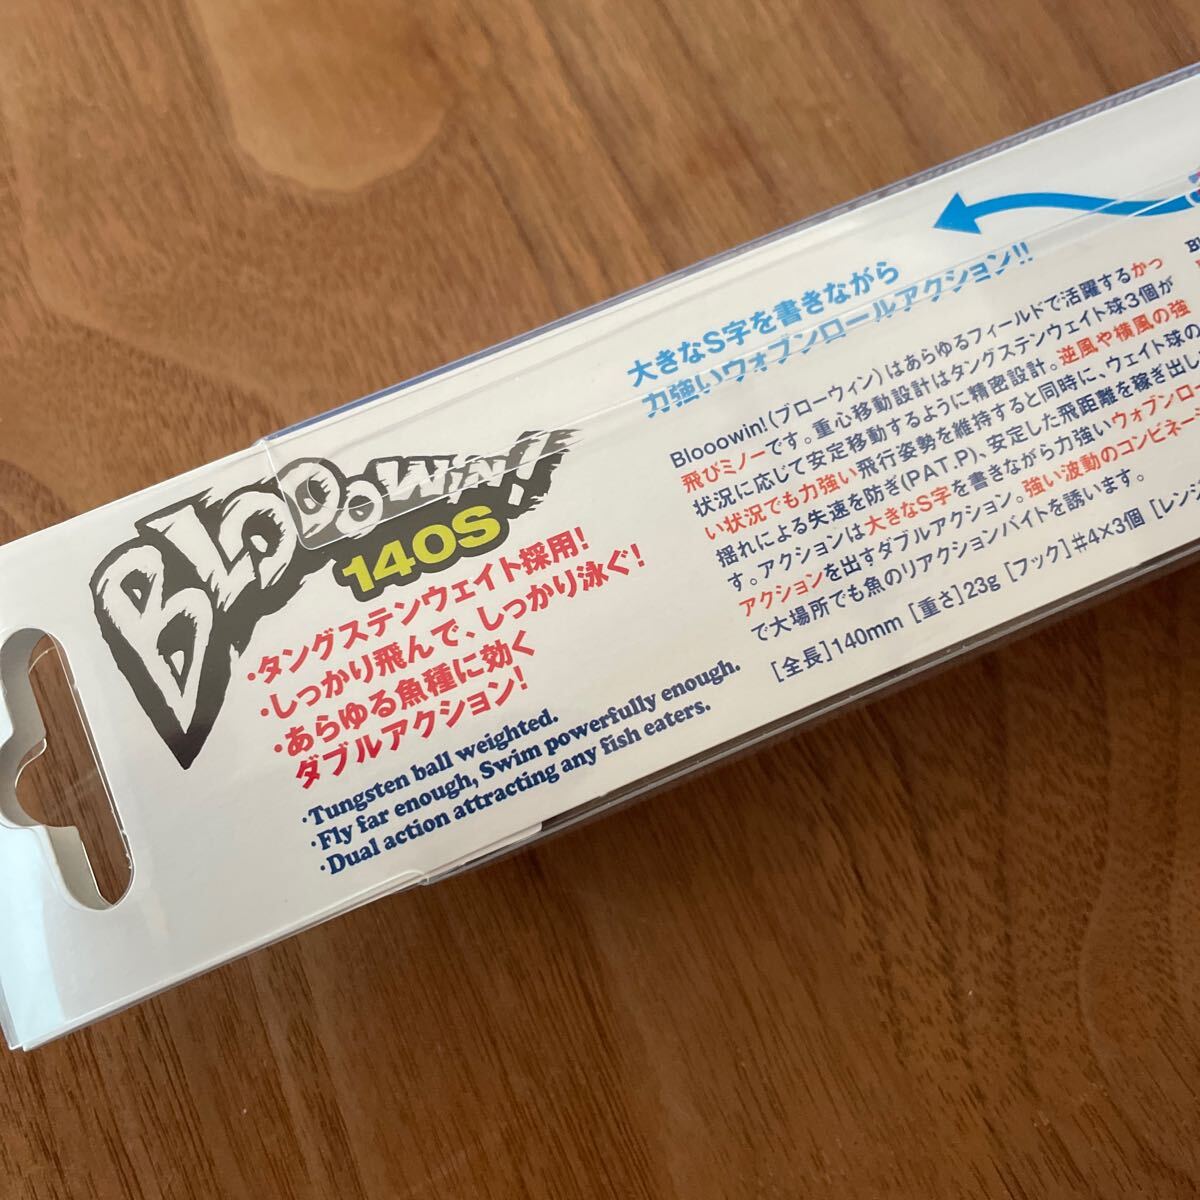 BLOOOWIN!
140S
・タングステンウェイト採用!
・しっかり飛んで、しっかり泳ぐ!
・あらゆる魚種に効く
ダブルアクション!
・Tungsten ball weighted.
・Fly far enough, Swim powerfully enough.
・Dual action attracting any fish eaters.
大きなS字を書きながら
力強いウォブンロールアクション!!
Blooowin!(ブローウィン)はあらゆるフィールドで活躍するかっ
飛びミノーです。重心移動設計はタングステンウェイト球3個が
状況に応じて安定移動するように精密設計。逆風や横風の強
い状況でも力強い飛行姿勢を維持すると同時に、ウェイト球の
揺れによる失速を防ぎ(PAT.P)、安定した飛距離を稼ぎ出し
す。アクションは大きなS字を書きながら力強いウォブンロー
アクションを出すダブルアクション。強い波動のコンビネー
で大場所でも魚のリアクションバイトを誘います。
[全長]140mm [重さ]23g [フック]#4×3個 [レンジ